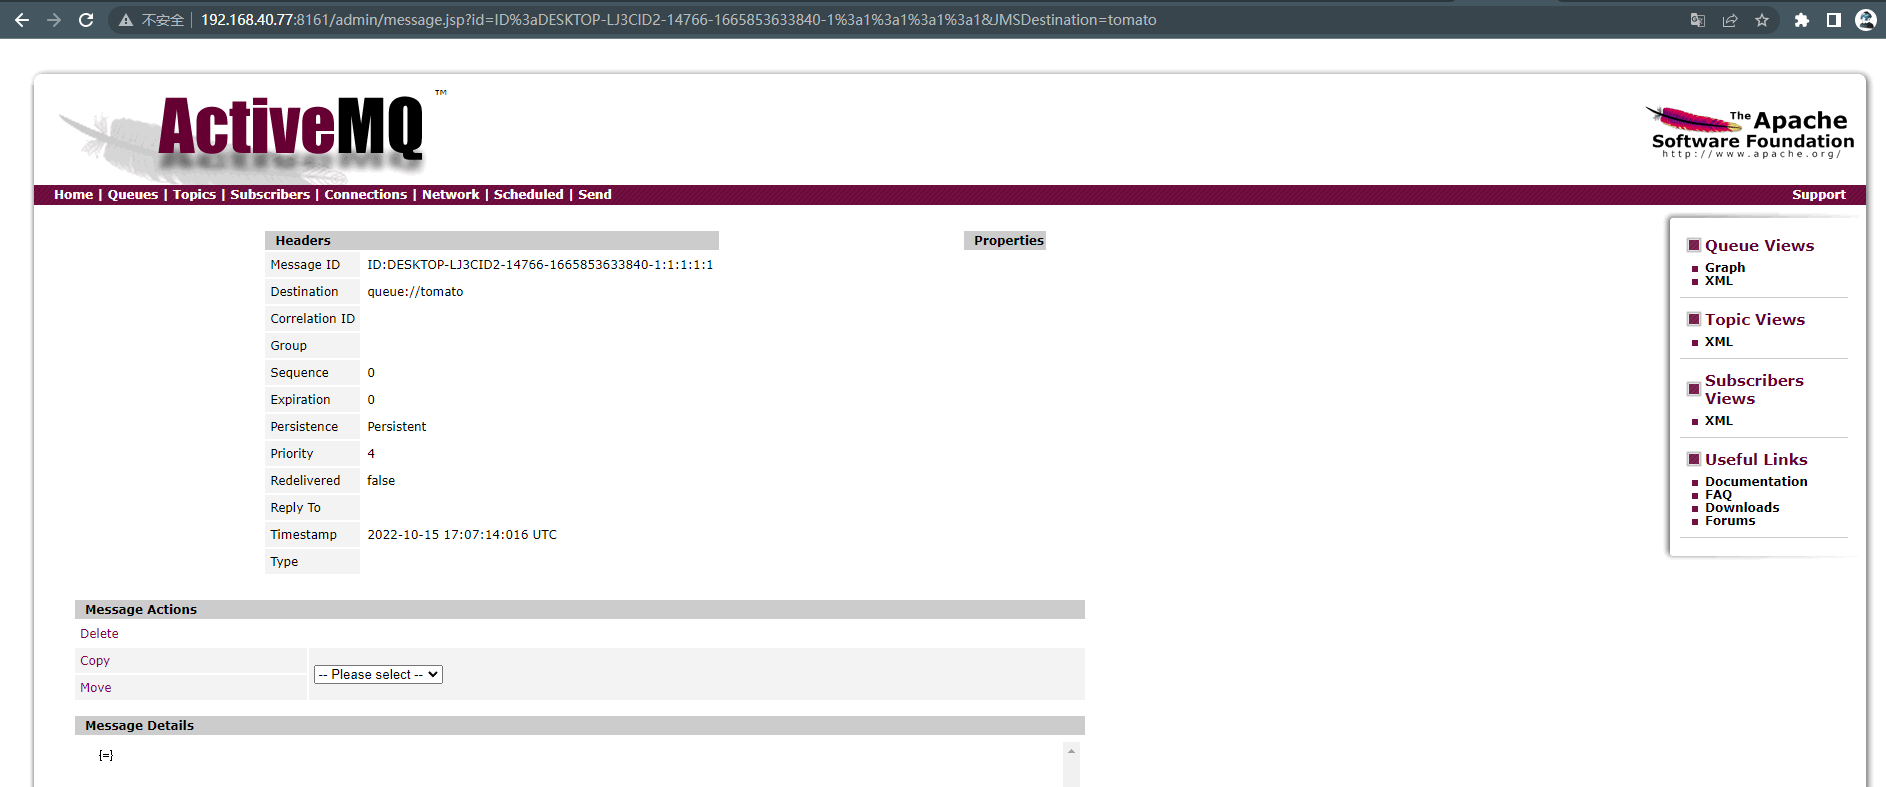 不安全
192.168.40.77:8161/admin/message.jsp?id=ID%3aDESKTOP-LJ3CID2-14766-1665853633840-1%3a1%3a1%3a1%3a1&JMSDestination=tomato
ActiveMQ ™
The Apache
Software Foundation
http://www.apache.org/
Home | Queues | Topics | Subscribers | Connections | Network | Scheduled | Send
Support
Headers
Message ID ID:DESKTOP-LJ3CID2-14766-1665853633840-1:1:1:1:1
Destination queue://tomato
Correlation ID
Group
Sequence 0
Expiration 0
Persistence Persistent
Priority 4
Redelivered false
Reply To
Timestamp 2022-10-15 17:07:14:016 UTC
Type
Properties
Message Actions
Delete
Copy
Move
-- Please select --
Message Details
{=}
Queue Views
Graph
XML
Topic Views
XML
Subscribers
Views
XML
Useful Links
Documentation
FAQ
Downloads
Forums